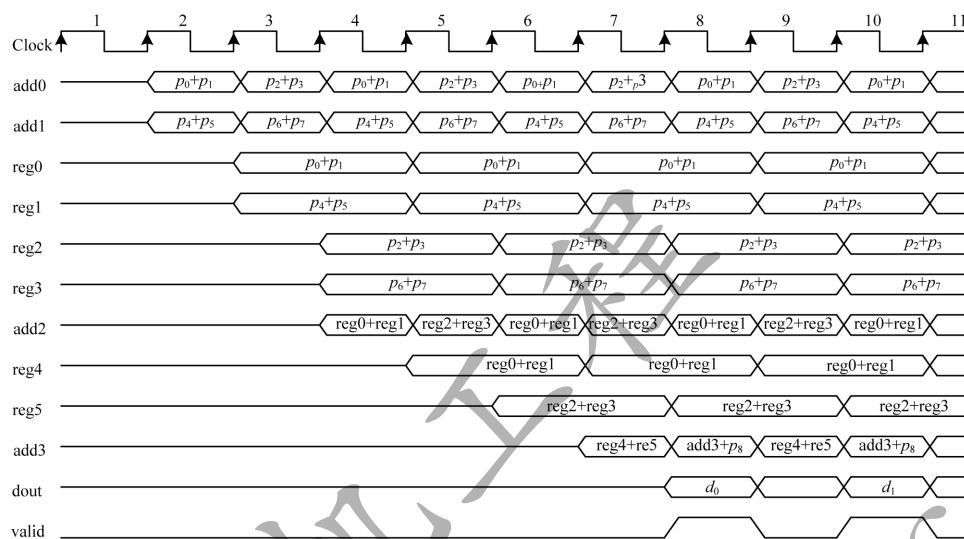 1 2 3 4 5 6 7 8 9 10 11
Clock
add0 p₀+p₁ p₂+p₃ p₀+p₁ p₂+p₃ p₀₊p₁ p₂+ₚ3 p₀+p₁ p₂+p₃ p₀+p₁
add1 p₄+p₅ p₆+p₇ p₄+p₅ p₆+p₇ p₄+p₅ p₆+p₇ p₄+p₅ p₆+p₇ p₄+p₅
reg0 p₀+p₁ p₀+p₁ p₀+p₁ p₀+p₁
reg1 p₄+p₅ p₄+p₅ p₄+p₅ p₄+p₅
reg2 p₂+p₃ p₂+p₃ p₂+p₃ p₂+p₃
reg3 p₆+p₇ p₆+p₇ p₆+p₇ p₆+p₇
add2 reg0+reg1 reg2+reg3 reg0+reg1 reg2+reg3 reg0+reg1 reg2+reg3 reg0+reg1
reg4 reg0+reg1 reg0+reg1 reg0+reg1
reg5 reg2+reg3 reg2+reg3 reg2+reg3
add3 reg4+re5 add3+p₈ reg4+re5 add3+p₈
dout d₀ d₁
valid
机工程